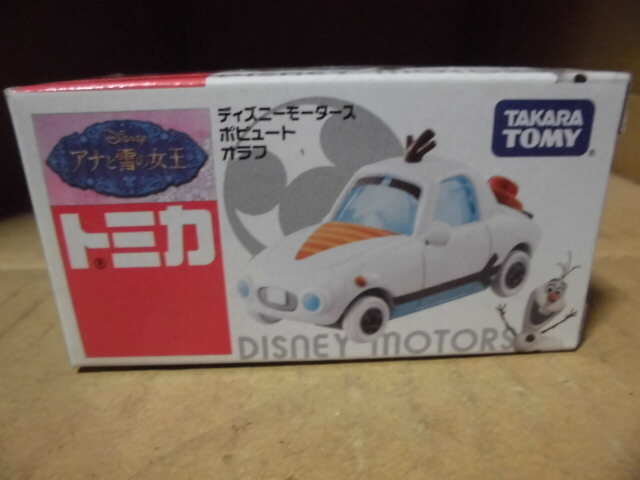 Disney
アナと雪の女王
トミカ
ディズニーモータース
ポピュート
オラフ
TAKARA
TOMY
DISNEY MOTORS